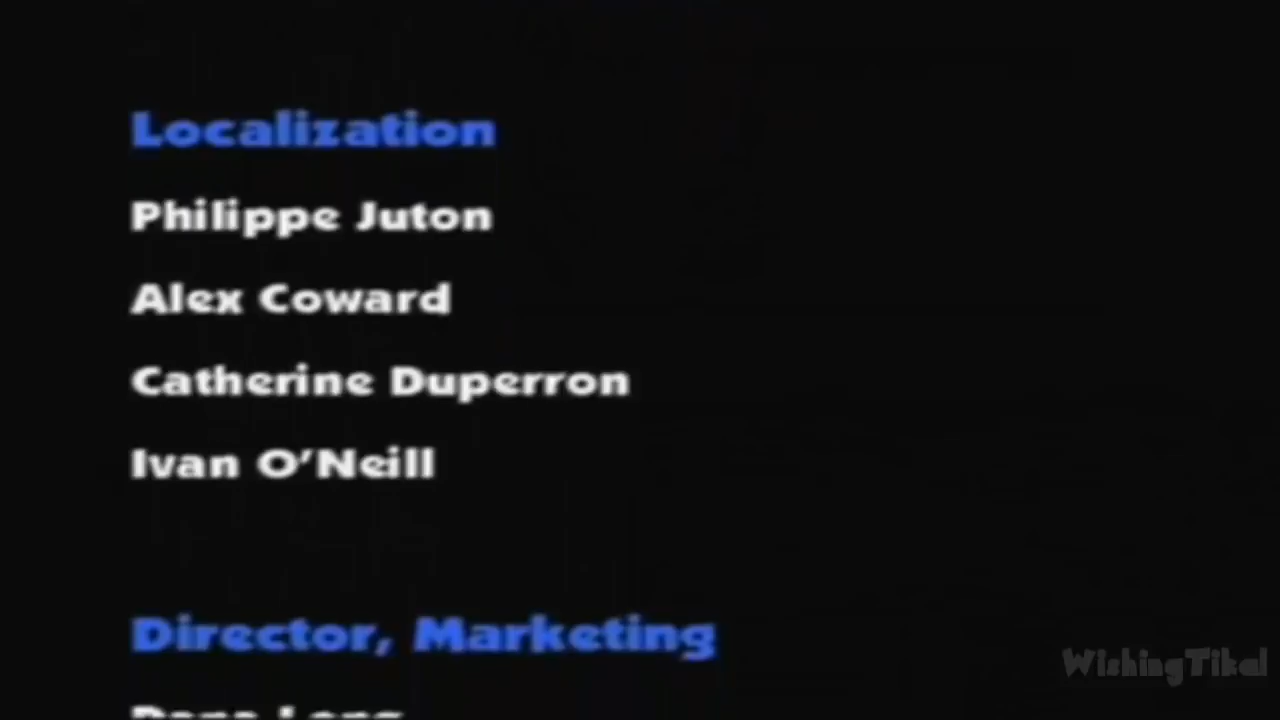 Localization
Philippe Juton
Alex Coward
Catherine Duperron
Ivan O'Neill
Director, Marketing
WishingTikal